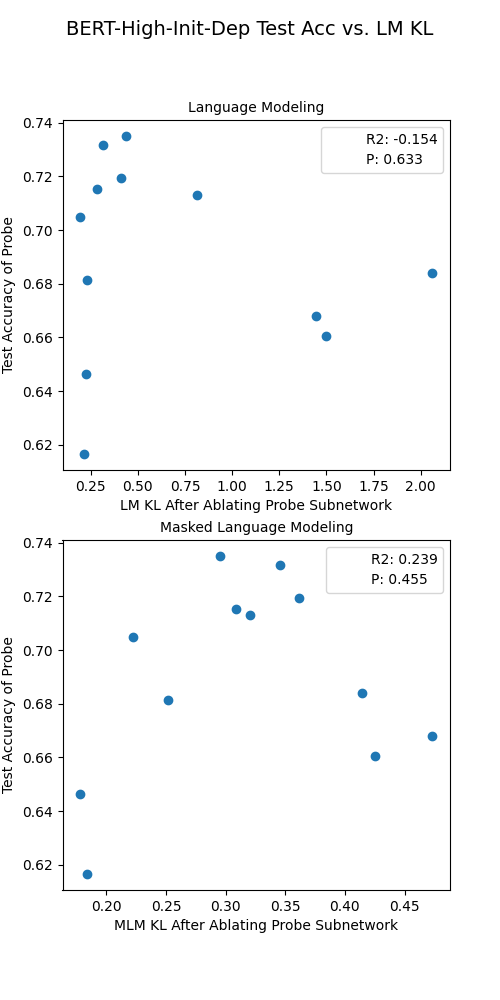 BERT-High-Init-Dep Test Acc vs. LM KL
Language Modeling
R2: -0.154
P: 0.633
Test Accuracy of Probe
0.74
0.72
0.70
0.68
0.66
0.64
0.62
0.25 0.50 0.75 1.00 1.25 1.50 1.75 2.00
LM KL After Ablating Probe Subnetwork
Masked Language Modeling
R2: 0.239
P: 0.455
Test Accuracy of Probe
0.74
0.72
0.70
0.68
0.66
0.64
0.62
0.20 0.25 0.30 0.35 0.40 0.45
MLM KL After Ablating Probe Subnetwork